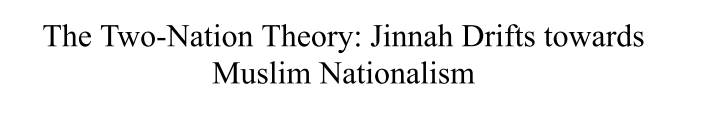 The Two-Nation Theory: Jinnah Drifts towards
Muslim Nationalism